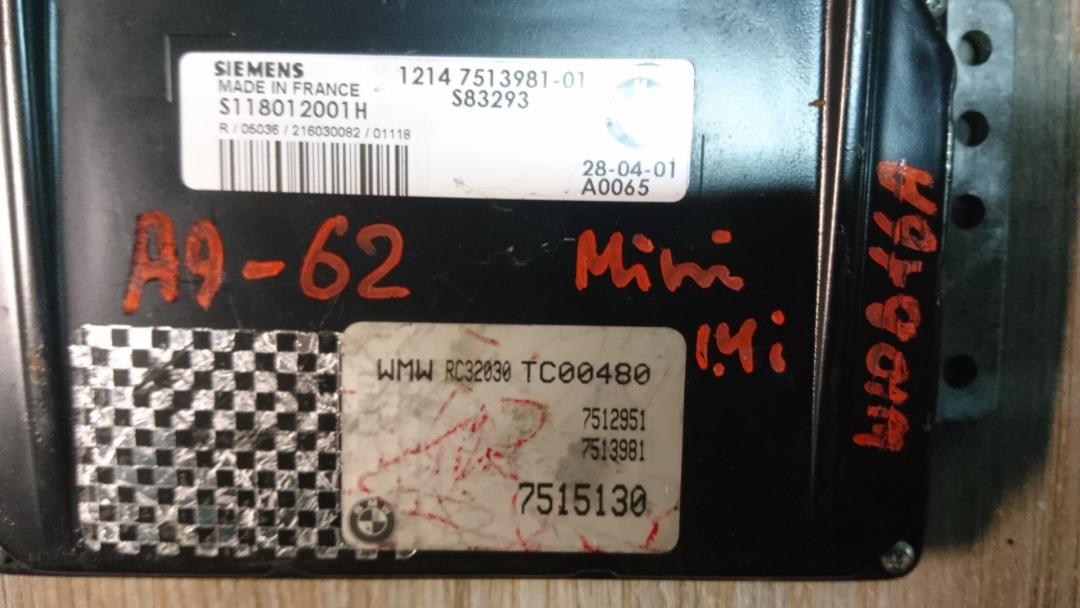 SIEMENS
MADE IN FRANCE
S118012001H
R / 05036 / 216030082 / 01118
1214 7513981-01
S83293
28-04-01
A0065
A9-62
Mini
1.4i
WMW RC32030 TC00480
7512951
7513981
7515130